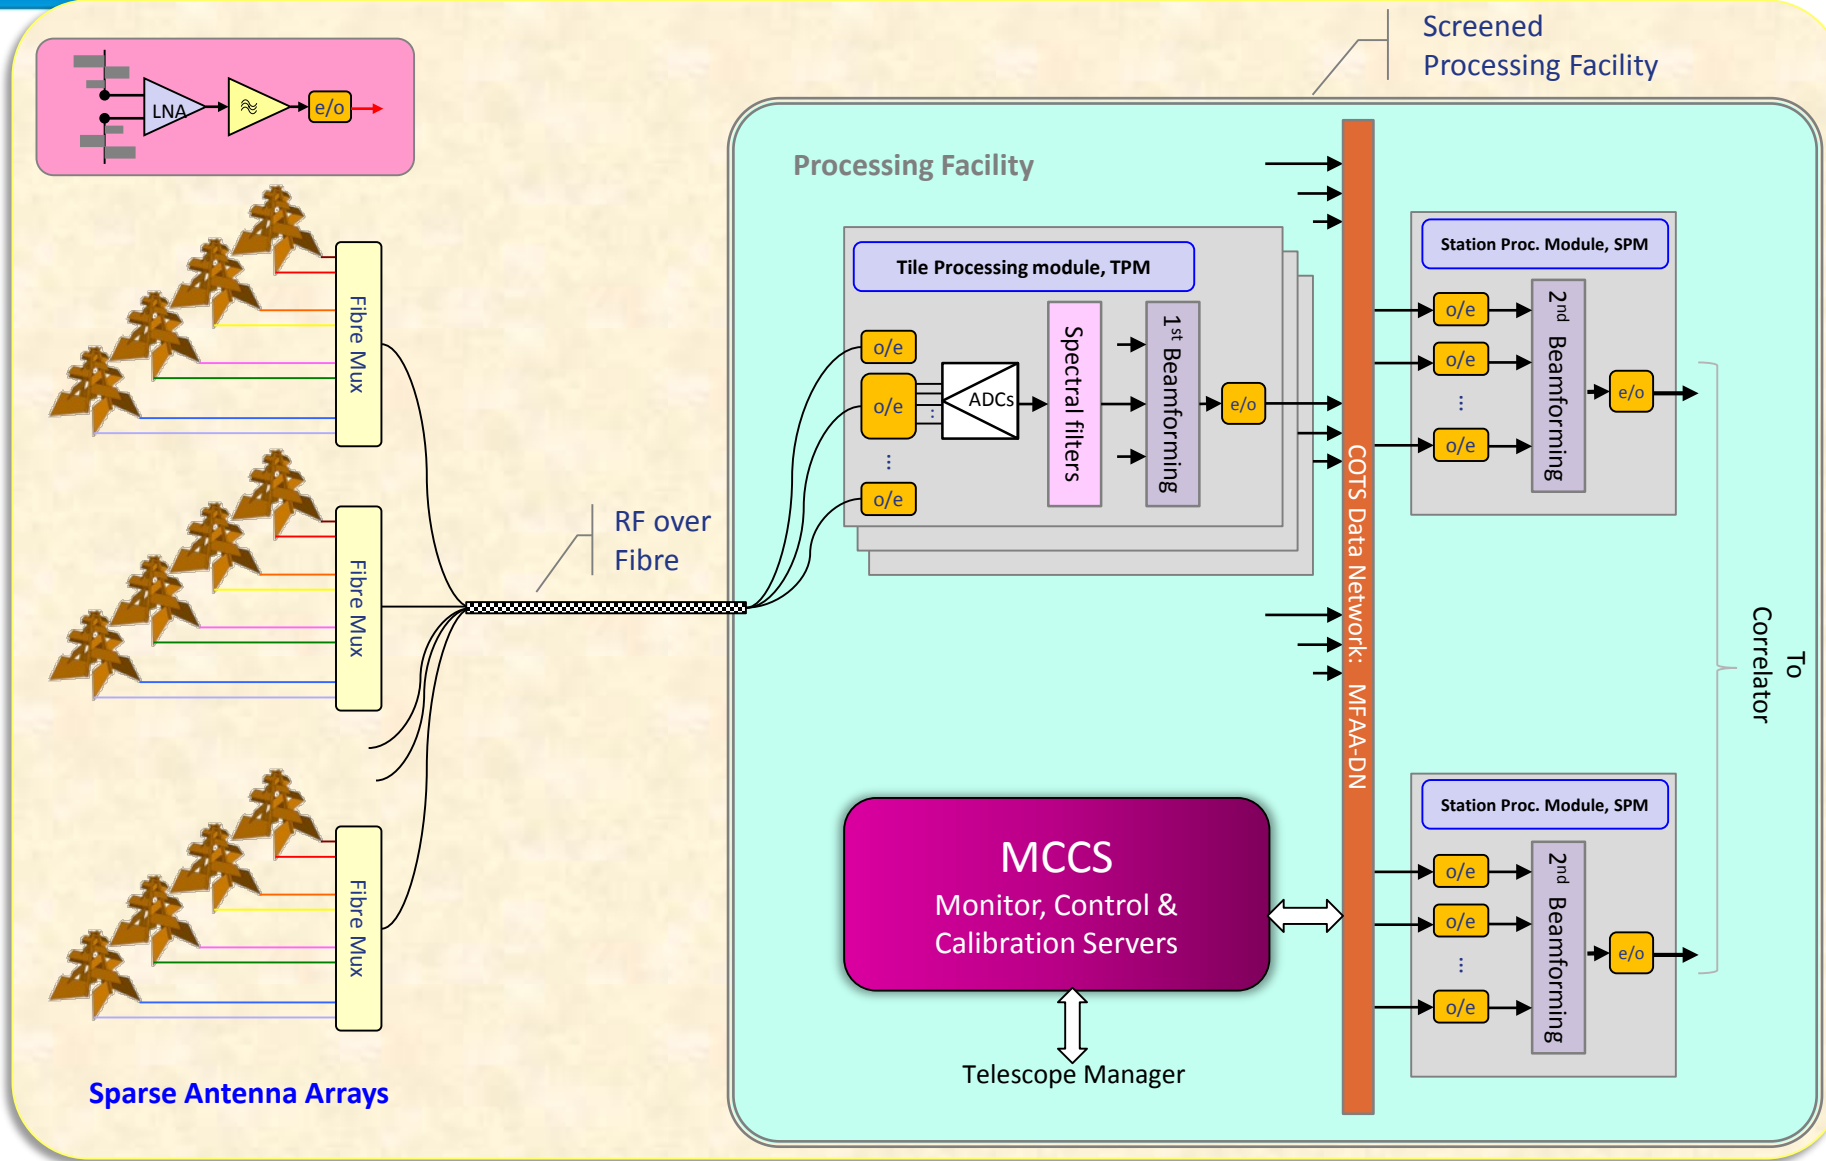 Screened
Processing Facility
LNA
≋
e/o
Processing Facility
Tile Processing module, TPM
o/e
o/e
⋮
o/e
⋮
ADCs
Spectral filters
1st Beamforming
e/o
Station Proc. Module, SPM
o/e
o/e
⋮
o/e
2nd Beamforming
e/o
Fibre Mux
Fibre Mux
Fibre Mux
RF over
Fibre
COTS Data Network: MFAA-DN
To
Correlator
MCCS
Monitor, Control &
Calibration Servers
Telescope Manager
Station Proc. Module, SPM
o/e
o/e
⋮
o/e
2nd Beamforming
e/o
Sparse Antenna Arrays